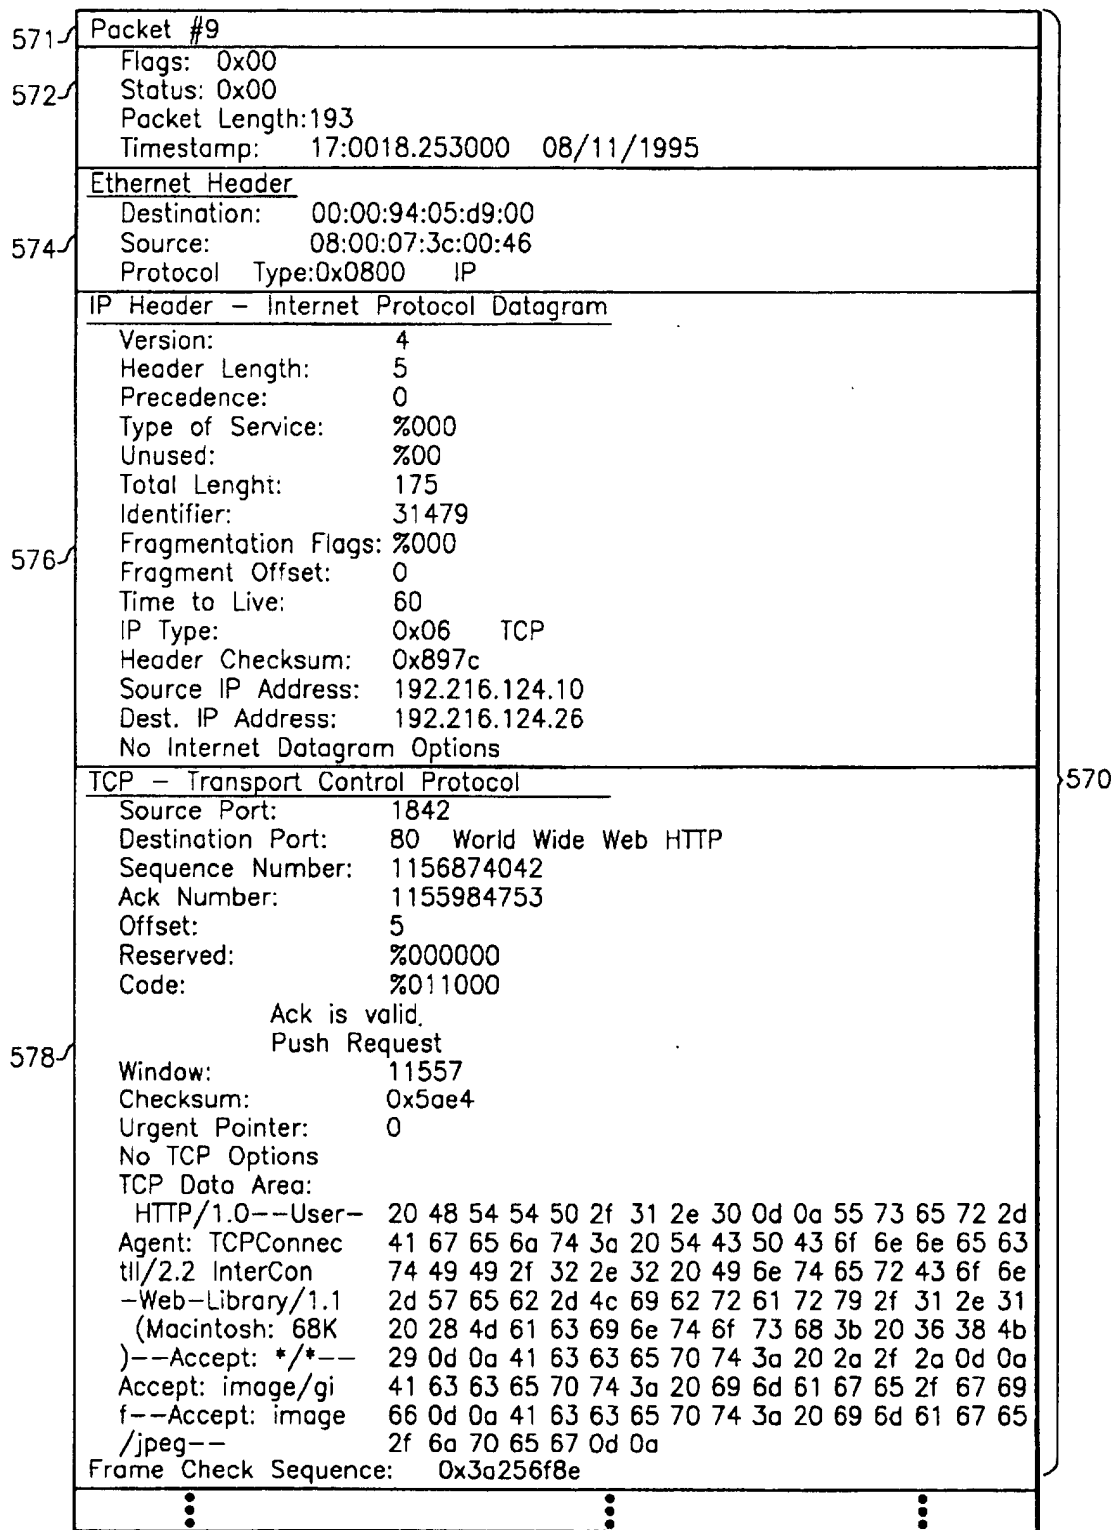 571 Packet #9
Flags: 0x00
572 Status: 0x00
Packet Length:193
Timestamp: 17:0018.253000 08/11/1995
Ethernet Header
Destination: 00:00:94:05:d9:00
574 Source: 08:00:07:3c:00:46
Protocol Type:0x0800 IP
IP Header – Internet Protocol Datagram
Version: 4
Header Length: 5
Precedence: 0
Type of Service: %000
Unused: %00
Total Lenght: 175
Identifier: 31479
576 Fragmentation Flags: %000
Fragment Offset: 0
Time to Live: 60
IP Type: 0x06 TCP
Header Checksum: 0x897c
Source IP Address: 192.216.124.10
Dest. IP Address: 192.216.124.26
No Internet Datagram Options
TCP – Transport Control Protocol 570
Source Port: 1842
Destination Port: 80 World Wide Web HTTP
Sequence Number: 1156874042
Ack Number: 1155984753
Offset: 5
Reserved: %000000
Code: %011000
Ack is valid.
578 Push Request
Window: 11557
Checksum: 0x5ae4
Urgent Pointer: 0
No TCP Options
TCP Data Area:
HTTP/1.0--User- 20 48 54 54 50 2f 31 2e 30 0d 0a 55 73 65 72 2d
Agent: TCPConnec 41 67 65 6a 74 3a 20 54 43 50 43 6f 6e 6e 65 63
tII/2.2 InterCon 74 49 49 2f 32 2e 32 20 49 6e 74 65 72 43 6f 6e
-Web-Library/1.1 2d 57 65 62 2d 4c 69 62 72 61 72 79 2f 31 2e 31
(Macintosh: 68K 20 28 4d 61 63 69 6e 74 6f 73 68 3b 20 36 38 4b
)--Accept: */*-- 29 0d 0a 41 63 63 65 70 74 3a 20 2a 2f 2a 0d 0a
Accept: image/gi 41 63 63 65 70 74 3a 20 69 6d 61 67 65 2f 67 69
f--Accept: image 66 0d 0a 41 63 63 65 70 74 3a 20 69 6d 61 67 65
/jpeg-- 2f 6a 70 65 67 0d 0a
Frame Check Sequence: 0x3a256f8e